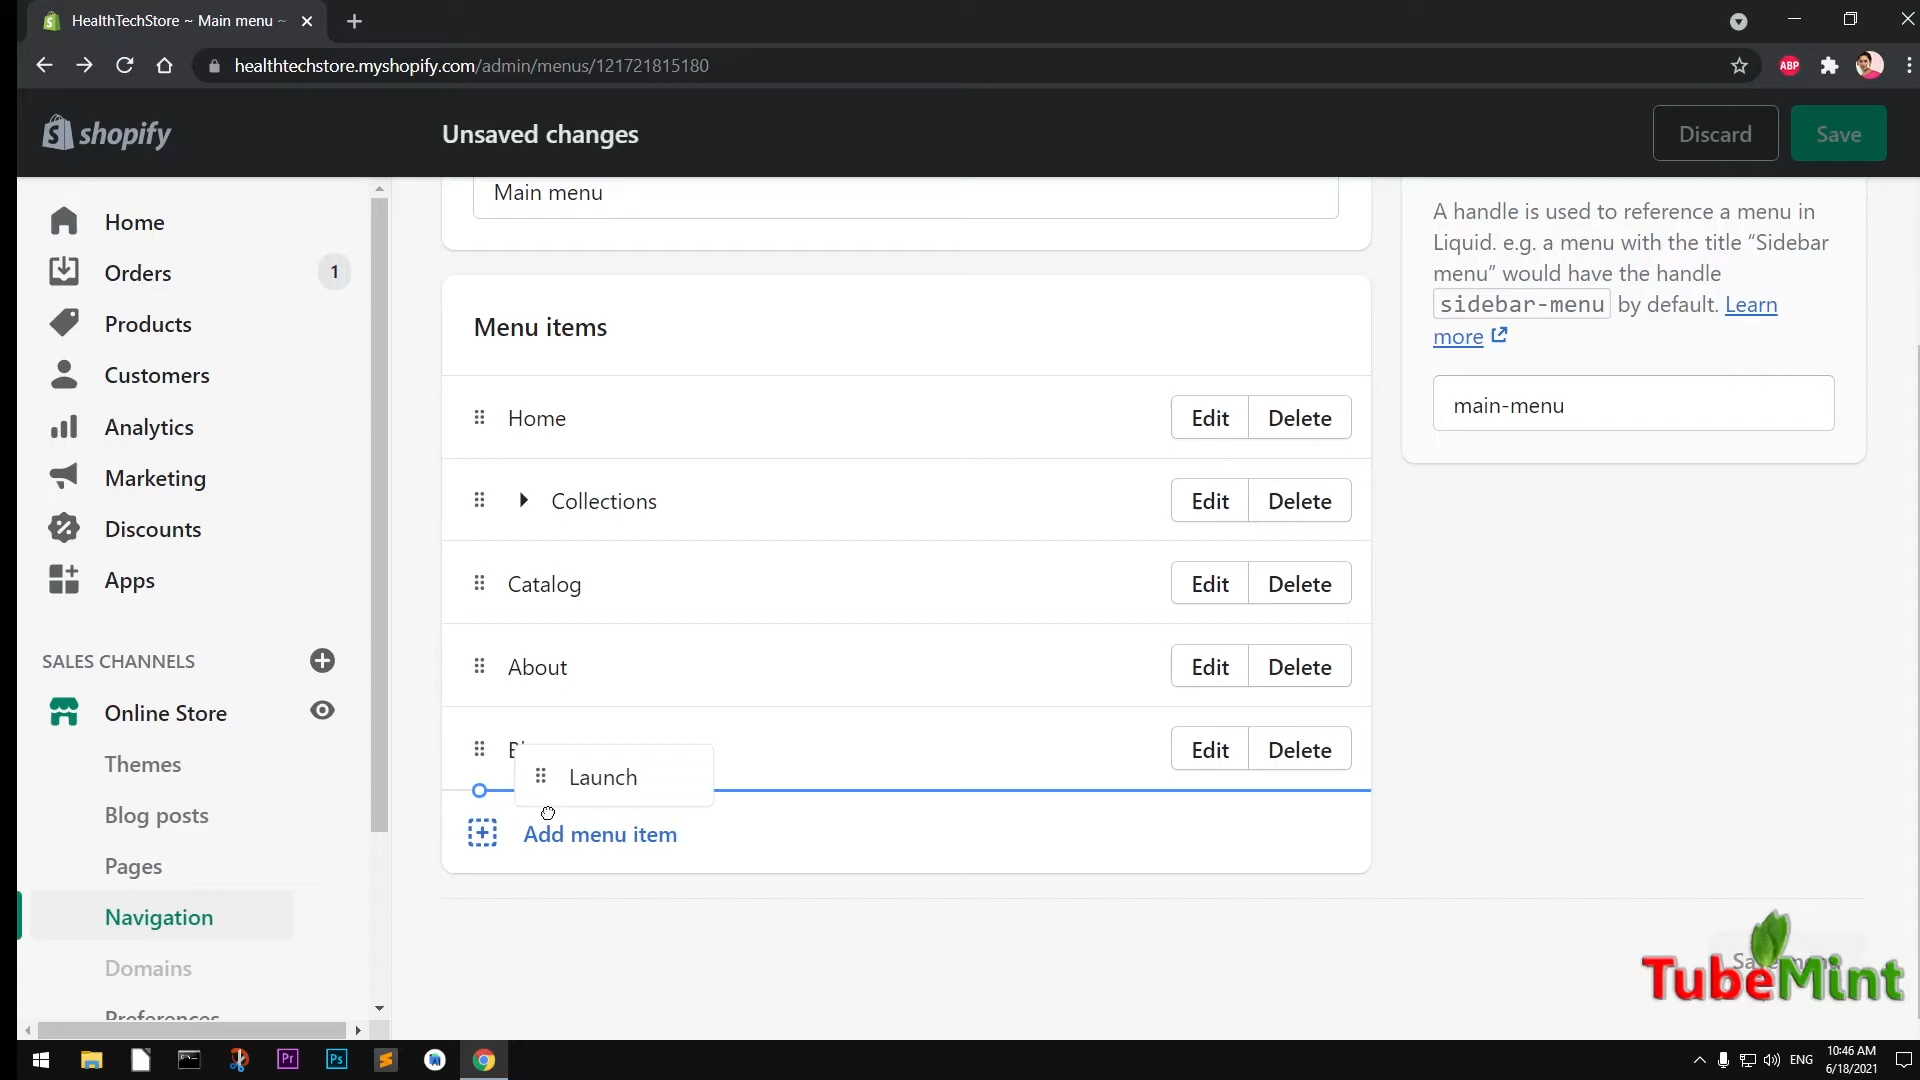 HealthTechStore ~ Main menu ~
healthtechstore.myshopify.com/admin/menus/121721815180
ABP
shopify
Unsaved changes
Discard
Save
Home
Orders
1
Products
Customers
Analytics
Marketing
Discounts
Apps
SALES CHANNELS
Online Store
Themes
Blog posts
Pages
Navigation
Domains
Preferences
Main menu
Menu items
Home
Edit
Delete
Collections
Edit
Delete
Catalog
Edit
Delete
About
Edit
Delete
Edit
Delete
Launch
Add menu item
A handle is used to reference a menu in
Liquid. e.g. a menu with the title “Sidebar
menu” would have the handle
sidebar-menu by default. Learn
more
main-menu
TubeMint
Pr
Ps
ENG
10:46 AM
6/18/2021